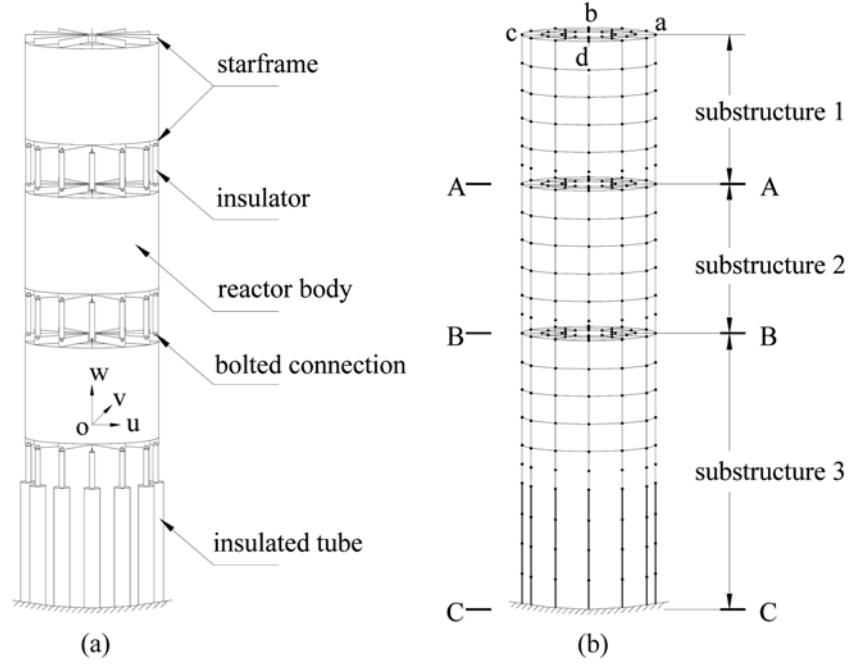 starframe
insulator
reactor body
bolted connection
w
v
o
u
insulated tube
(a)
b
a
c
d
substructure 1
A
A
substructure 2
B
B
substructure 3
C
C
(b)